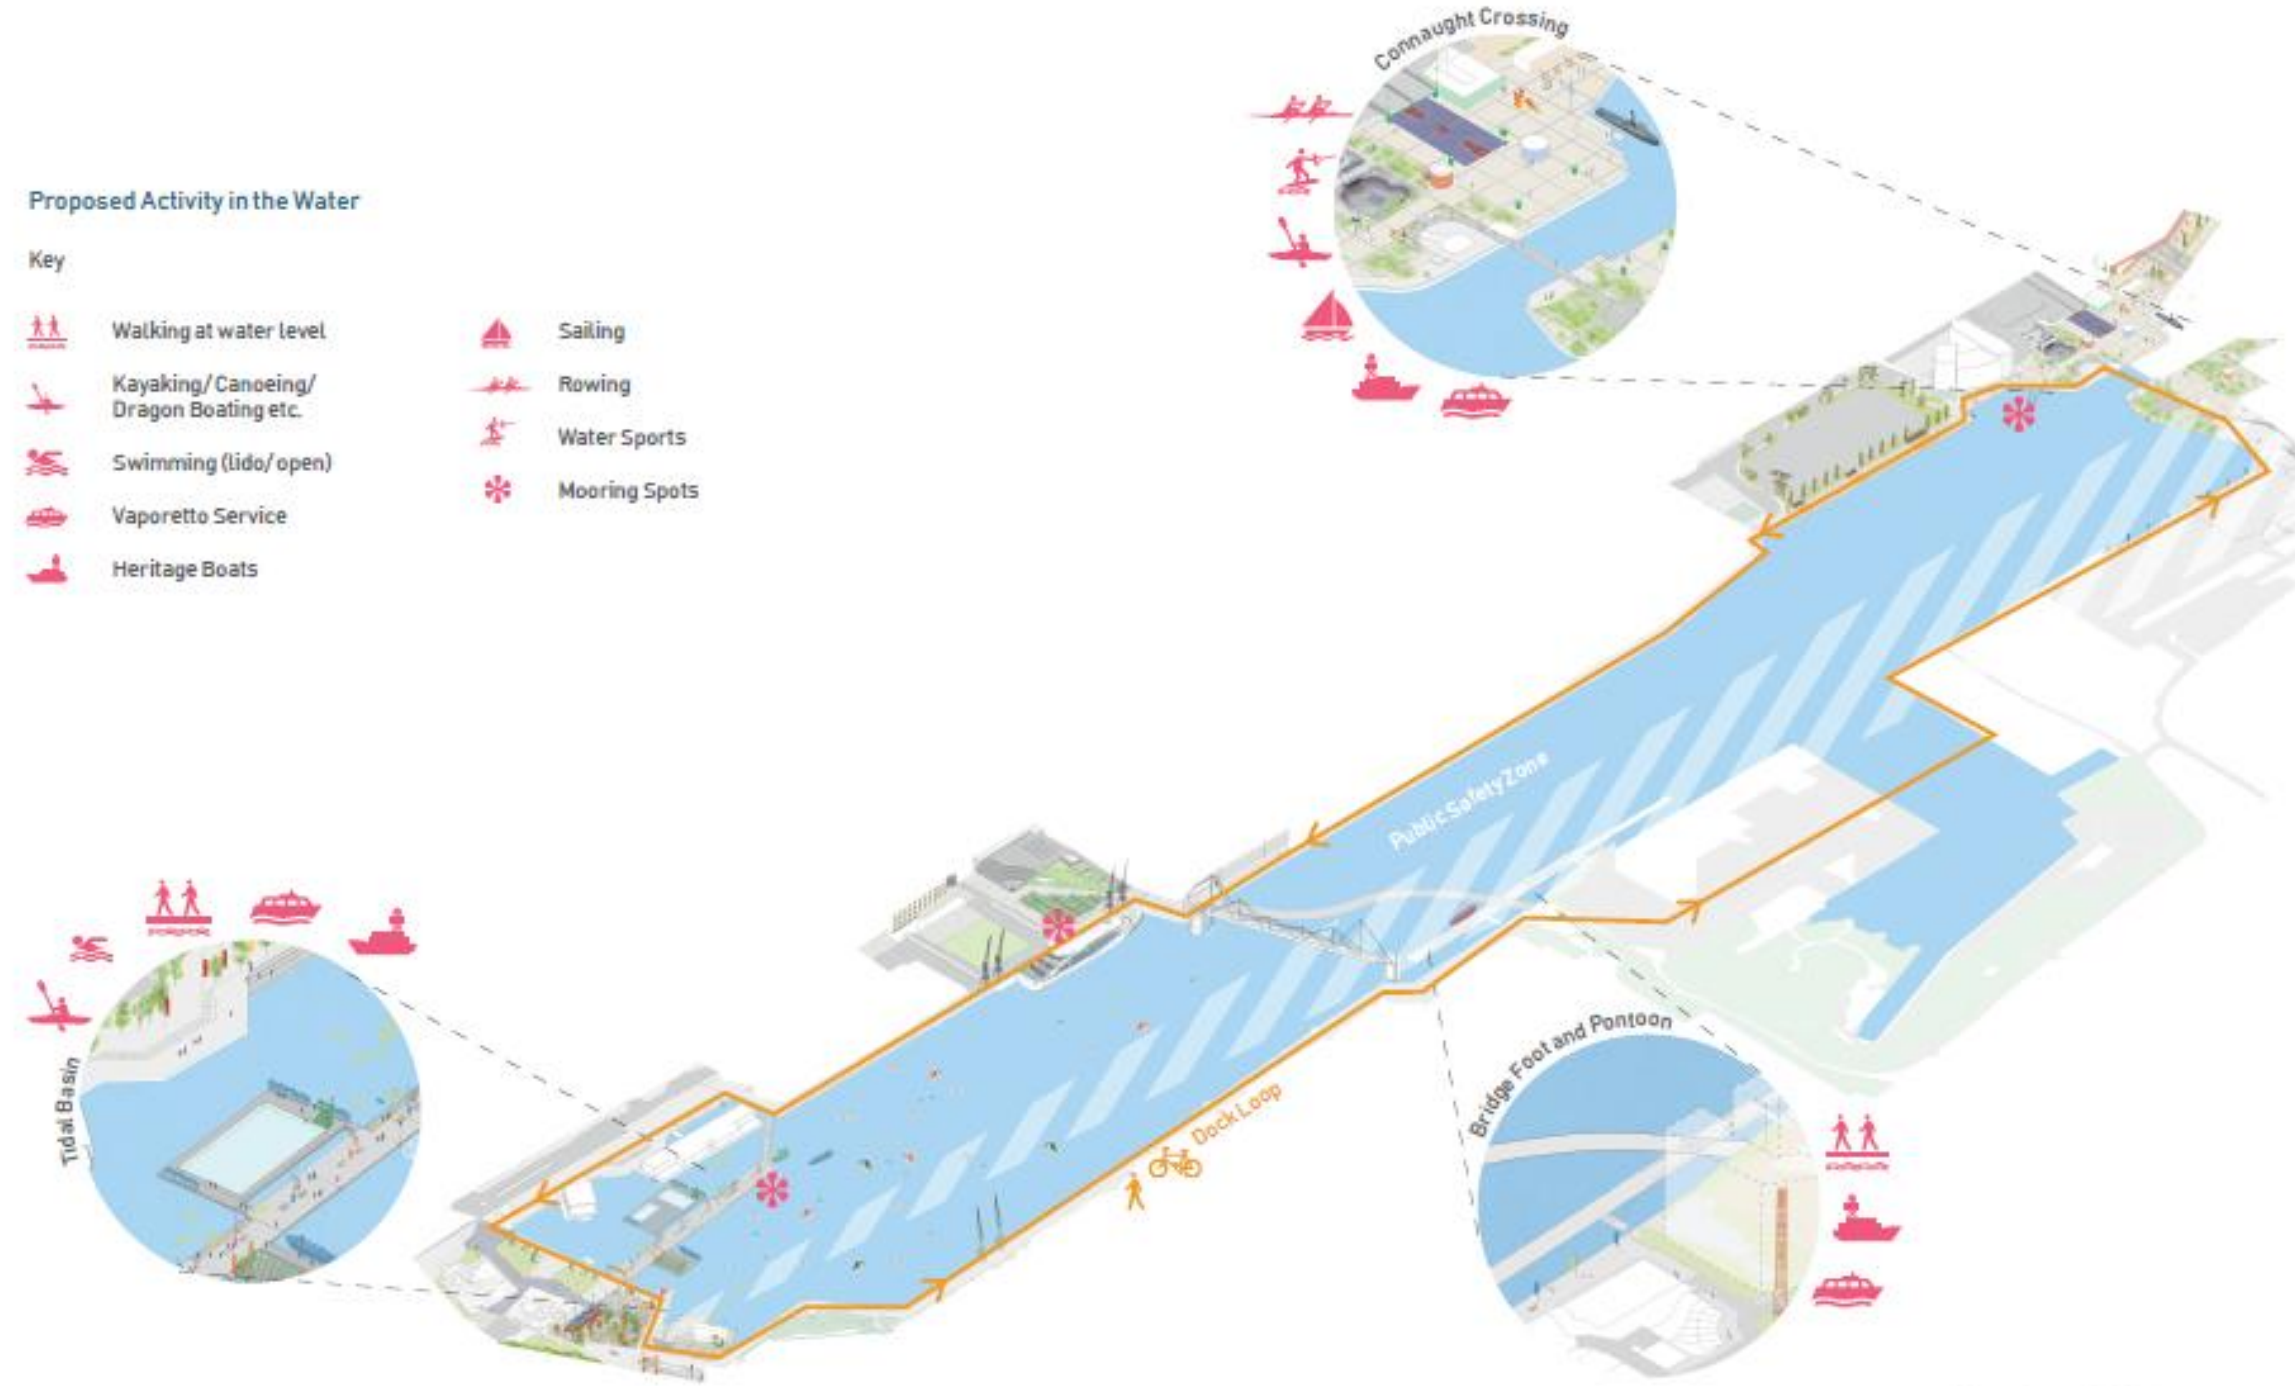 Connaught Crossing
Proposed Activity in the Water
Key
Walking at water level
Kayaking/Canoeing/
Dragon Boating etc.
Swimming (lido/open)
Vaporetto Service
Heritage Boats
Sailing
Rowing
Water Sports
Mooring Spots
Public Safety Zone
Tidal Basin
Dock Loop
Bridge Foot and Pontoon